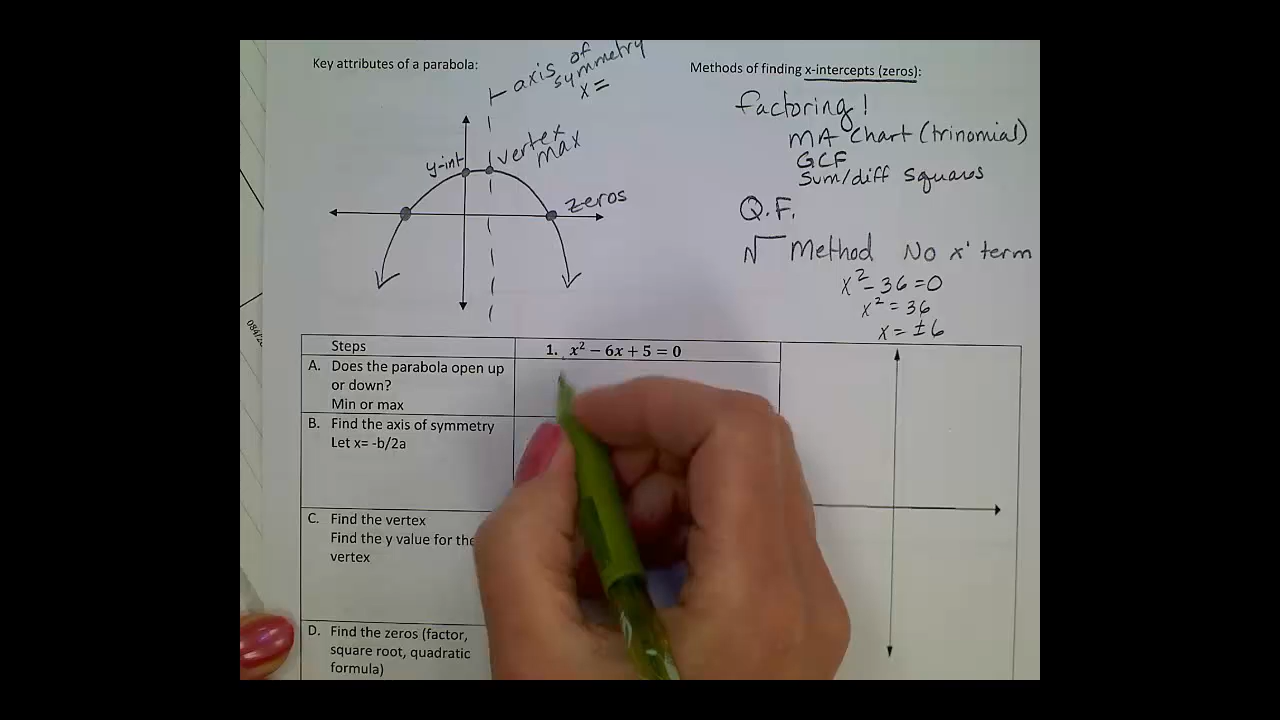 Key attributes of a parabola:
axis of
symmetry
x =
y-int
vertex
max
zeros
Methods of finding x-intercepts (zeros):
factoring!
MA Chart (trinomial)
GCF
Sum/diff squares
Q.F.
√ Method No x¹ term
x² - 36 = 0
x² = 36
x = ±6
Steps
1. x² − 6x + 5 = 0
A. Does the parabola open up
or down?
Min or max
B. Find the axis of symmetry
Let x= -b/2a
C. Find the vertex
Find the y value for the
vertex
D. Find the zeros (factor,
square root, quadratic
formula)